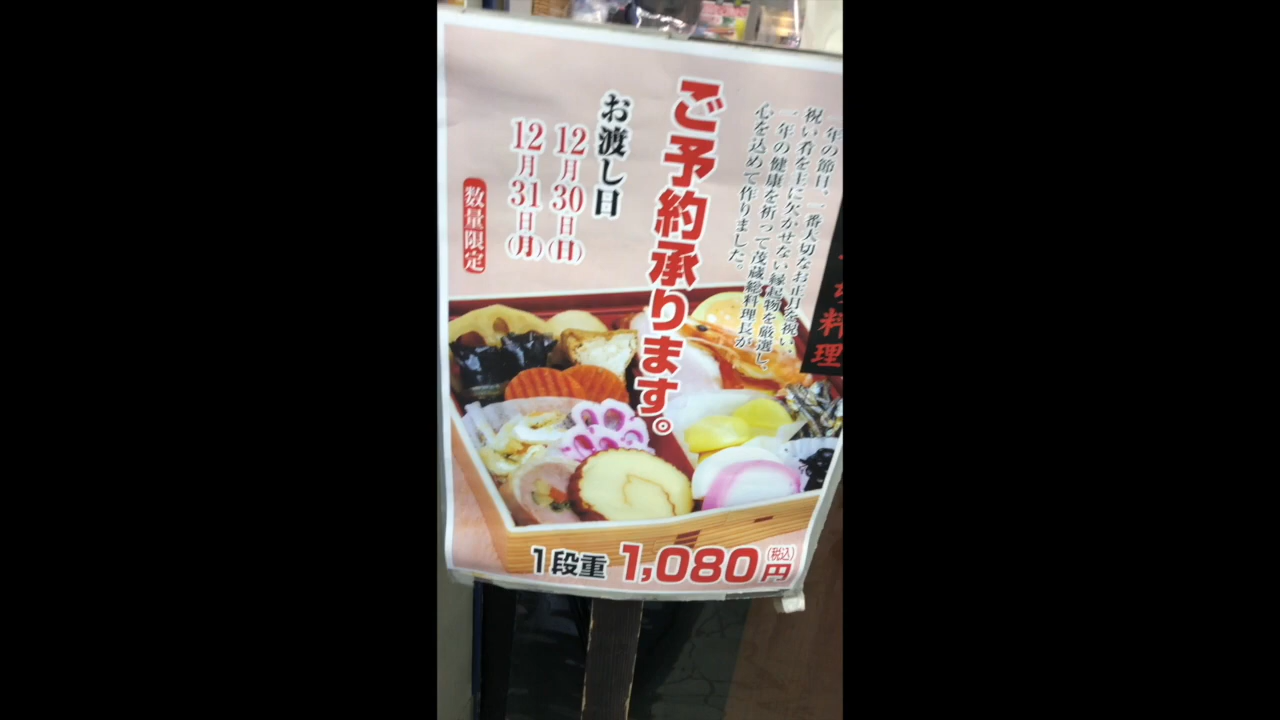 一年の節目、一番大切なお正月を祝い、
祝い肴を主に欠かせない縁起物を厳選し、
一年の健康を祈って茂蔵総料理長が
心を込めて作りました。
ご予約承ります。
お渡し日
12月30日(日)
12月31日(月)
数量限定
料理
1段重 1,080円(税込)